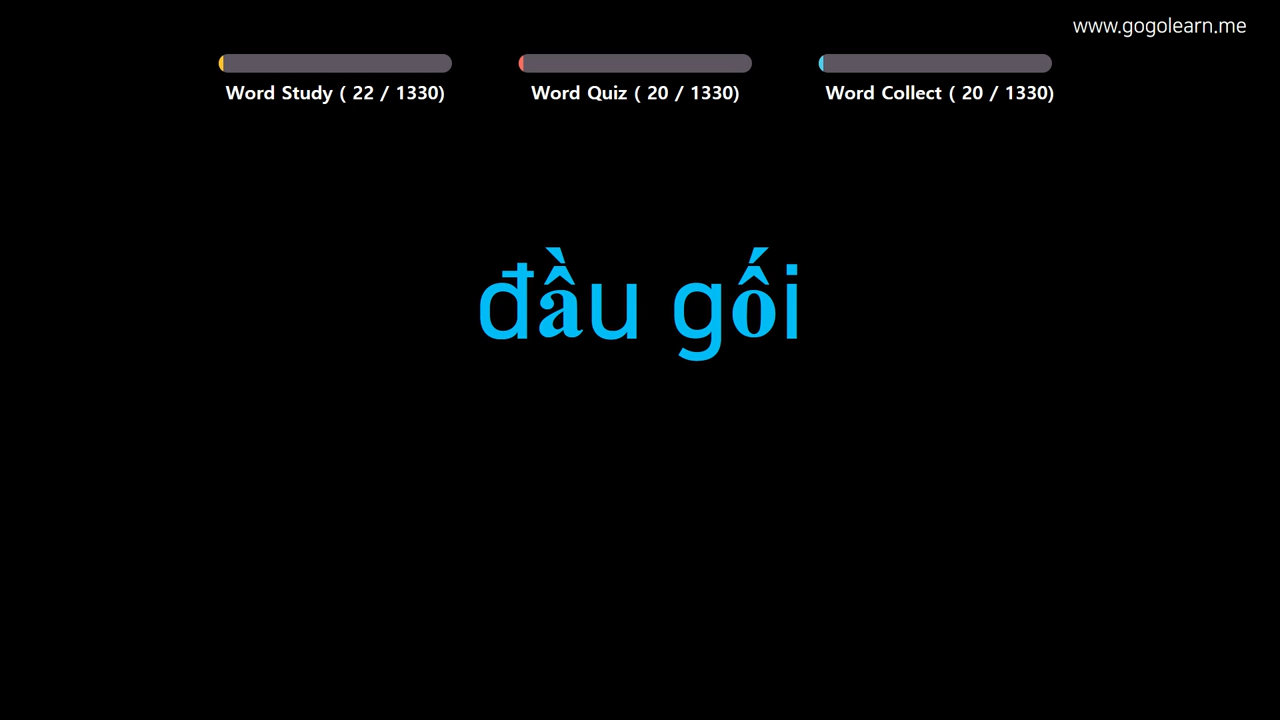 www.gogolearn.me
Word Study ( 22 / 1330)
Word Quiz ( 20 / 1330)
Word Collect ( 20 / 1330)
đầu gối